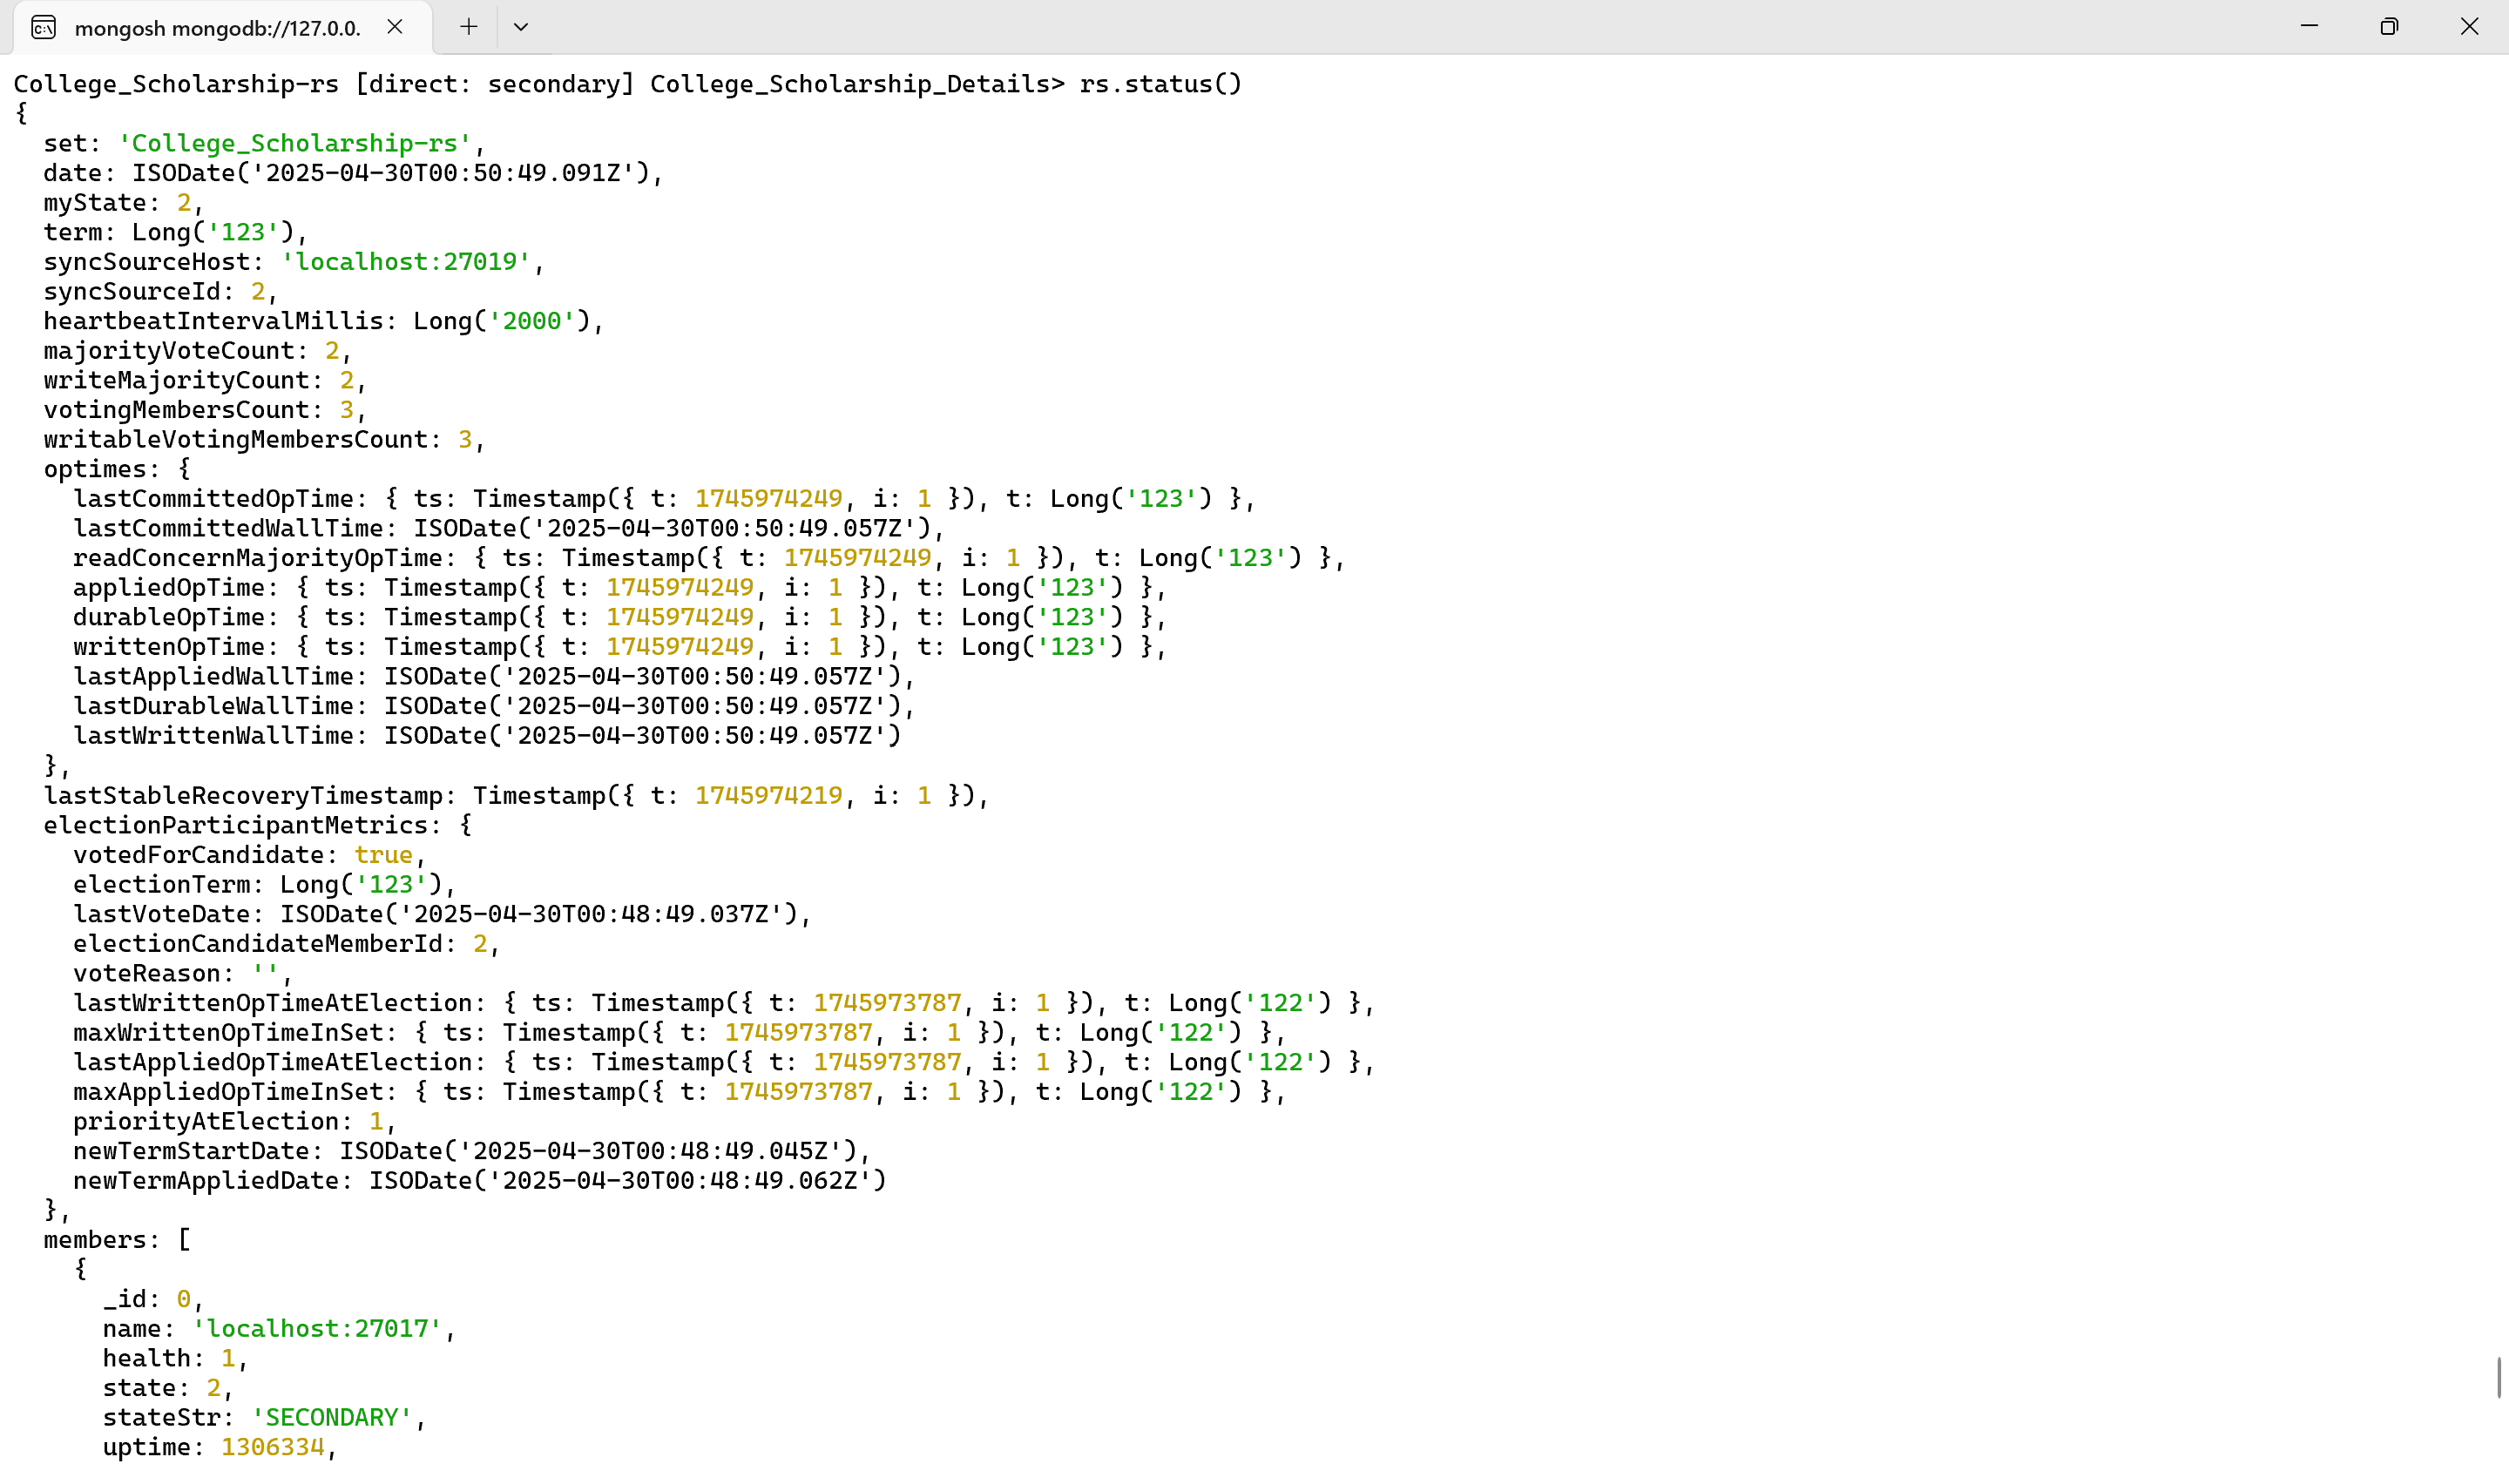 mongosh mongodb://127.0.0.
College_Scholarship-rs [direct: secondary] College_Scholarship_Details> rs.status()
{
  set: 'College_Scholarship-rs',
  date: ISODate('2025-04-30T00:50:49.091Z'),
  myState: 2,
  term: Long('123'),
  syncSourceHost: 'localhost:27019',
  syncSourceId: 2,
  heartbeatIntervalMillis: Long('2000'),
  majorityVoteCount: 2,
  writeMajorityCount: 2,
  votingMembersCount: 3,
  writableVotingMembersCount: 3,
  optimes: {
    lastCommittedOpTime: { ts: Timestamp({ t: 1745974249, i: 1 }), t: Long('123') },
    lastCommittedWallTime: ISODate('2025-04-30T00:50:49.057Z'),
    readConcernMajorityOpTime: { ts: Timestamp({ t: 1745974249, i: 1 }), t: Long('123') },
    appliedOpTime: { ts: Timestamp({ t: 1745974249, i: 1 }), t: Long('123') },
    durableOpTime: { ts: Timestamp({ t: 1745974249, i: 1 }), t: Long('123') },
    writtenOpTime: { ts: Timestamp({ t: 1745974249, i: 1 }), t: Long('123') },
    lastAppliedWallTime: ISODate('2025-04-30T00:50:49.057Z'),
    lastDurableWallTime: ISODate('2025-04-30T00:50:49.057Z'),
    lastWrittenWallTime: ISODate('2025-04-30T00:50:49.057Z')
  },
  lastStableRecoveryTimestamp: Timestamp({ t: 1745974219, i: 1 }),
  electionParticipantMetrics: {
    votedForCandidate: true,
    electionTerm: Long('123'),
    lastVoteDate: ISODate('2025-04-30T00:48:49.037Z'),
    electionCandidateMemberId: 2,
    voteReason: '',
    lastWrittenOpTimeAtElection: { ts: Timestamp({ t: 1745973787, i: 1 }), t: Long('122') },
    maxWrittenOpTimeInSet: { ts: Timestamp({ t: 1745973787, i: 1 }), t: Long('122') },
    lastAppliedOpTimeAtElection: { ts: Timestamp({ t: 1745973787, i: 1 }), t: Long('122') },
    maxAppliedOpTimeInSet: { ts: Timestamp({ t: 1745973787, i: 1 }), t: Long('122') },
    priorityAtElection: 1,
    newTermStartDate: ISODate('2025-04-30T00:48:49.045Z'),
    newTermAppliedDate: ISODate('2025-04-30T00:48:49.062Z')
  },
  members: [
    {
      _id: 0,
      name: 'localhost:27017',
      health: 1,
      state: 2,
      stateStr: 'SECONDARY',
      uptime: 1306334,